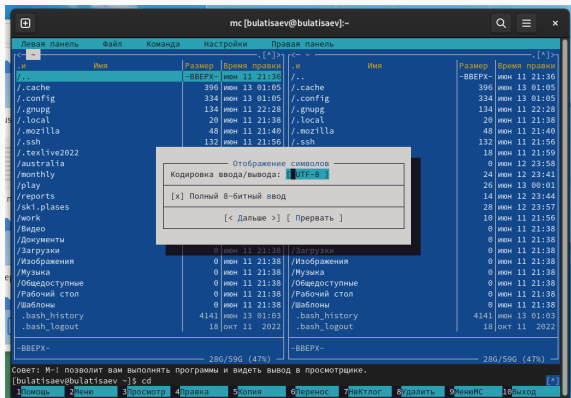 mc [bulatisaev@bulatisaev]:~
Левая панель Файл Команда Настройки Правая панель
<- ~ .[^]> <- ~ .[^]>
.и Имя Размер Время правки .и Имя Размер Время правки
/.. -ВВЕРХ- июн 11 21:36 /.. -ВВЕРХ- июн 11 21:36
/.cache 396 июн 13 01:05 /.cache 396 июн 13 01:05
/.config 334 июн 13 01:05 /.config 334 июн 13 01:05
/.gnupg 134 июн 11 22:28 /.gnupg 134 июн 11 22:28
/.local 20 июн 11 21:38 /.local 20 июн 11 21:38
/.mozilla 48 июн 11 21:40 /.mozilla 48 июн 11 21:40
/.ssh 132 июн 11 21:56 /.ssh 132 июн 11 21:56
/.texlive2022 18 июн 11 21:59
/australia 0 июн 12 23:58
/monthly 24 июн 12 23:41
/play 26 июн 13 00:01
/reports 14 июн 12 23:44
/ski.plases 28 июн 12 23:57
/work 10 июн 11 21:56
/Видео 0 июн 11 21:38
/Документы 0 июн 11 21:38
/Загрузки 0 июн 11 21:38 /Загрузки 0 июн 11 21:38
/Изображения 0 июн 11 21:38 /Изображения 0 июн 11 21:38
/Музыка 0 июн 11 21:38 /Музыка 0 июн 11 21:38
/Общедоступные 0 июн 11 21:38 /Общедоступные 0 июн 11 21:38
/Рабочий стол 0 июн 11 21:38 /Рабочий стол 0 июн 11 21:38
/Шаблоны 0 июн 11 21:38 /Шаблоны 0 июн 11 21:38
.bash_history 4141 июн 13 01:03 .bash_history 4141 июн 13 01:03
.bash_logout 18 окт 11 2022 .bash_logout 18 окт 11 2022
-ВВЕРХ- -ВВЕРХ-
28G/59G (47%) 28G/59G (47%)
Отображение символов
Кодировка ввода/вывода: [ UTF-8 ]
[x] Полный 8-битный ввод
[< Дальше >] [ Прервать ]
Совет: M-! позволит вам выполнять программы и видеть вывод в просмотрщике.
[bulatisaev@bulatisaev ~]$ cd [^]
1Помощь 2Меню 3Просмотр 4Правка 5Копия 6Перенос 7НвКтлог 8Удалить 9МенюМС 10Выход